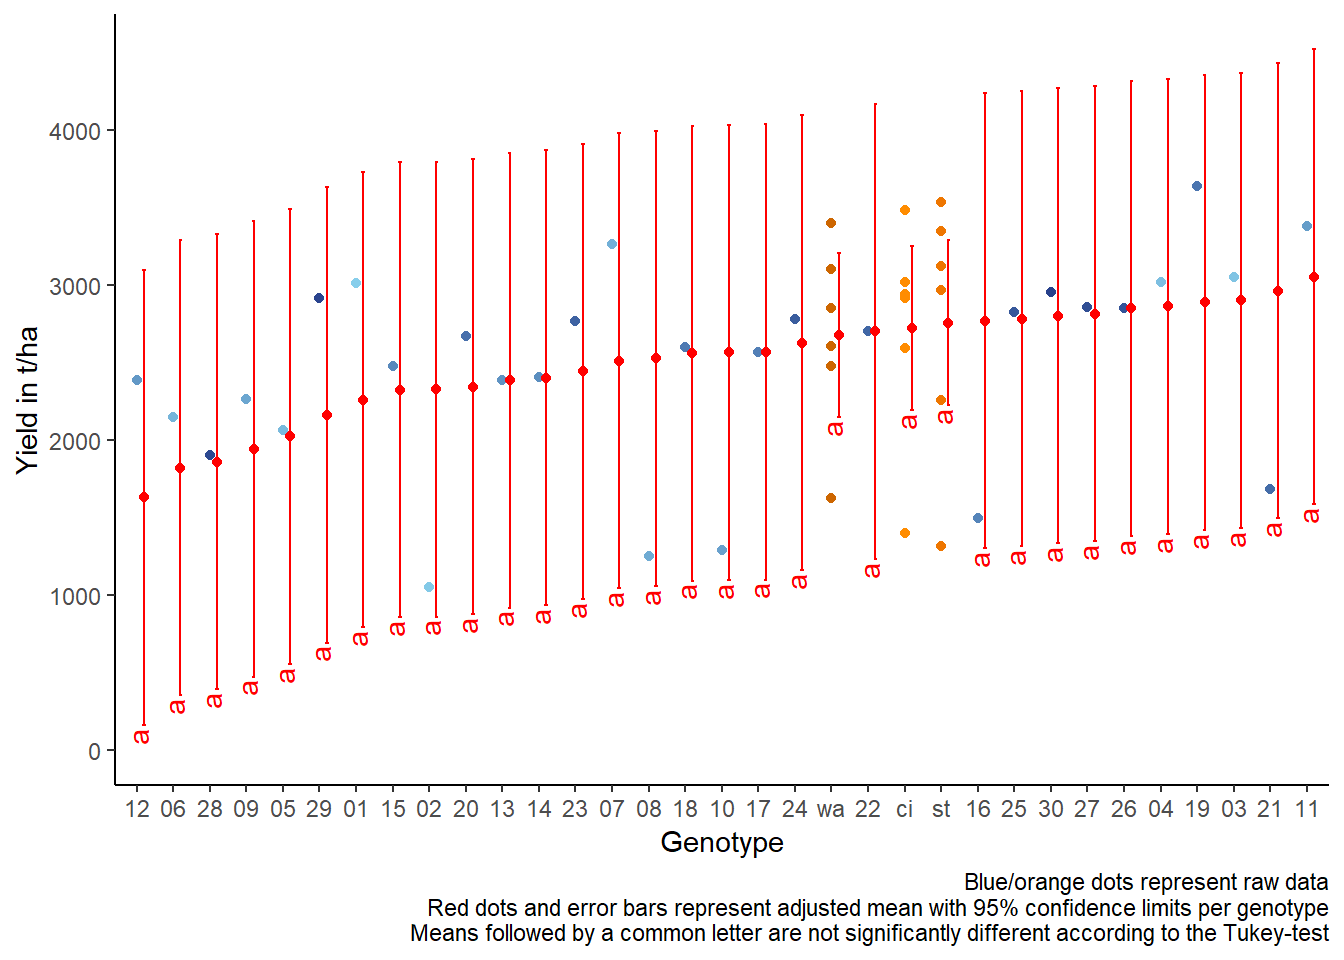 Yield in t/ha
4000
3000
2000
1000
0
a a a a a a a a a a a a a a a a a a a a a a a a a a a a a a a a a
12 06 28 09 05 29 01 15 02 20 13 14 23 07 08 18 10 17 24 wa 22 ci st 16 25 30 27 26 04 19 03 21 11
Genotype
Blue/orange dots represent raw data
Red dots and error bars represent adjusted mean with 95% confidence limits per genotype
Means followed by a common letter are not significantly different according to the Tukey-test